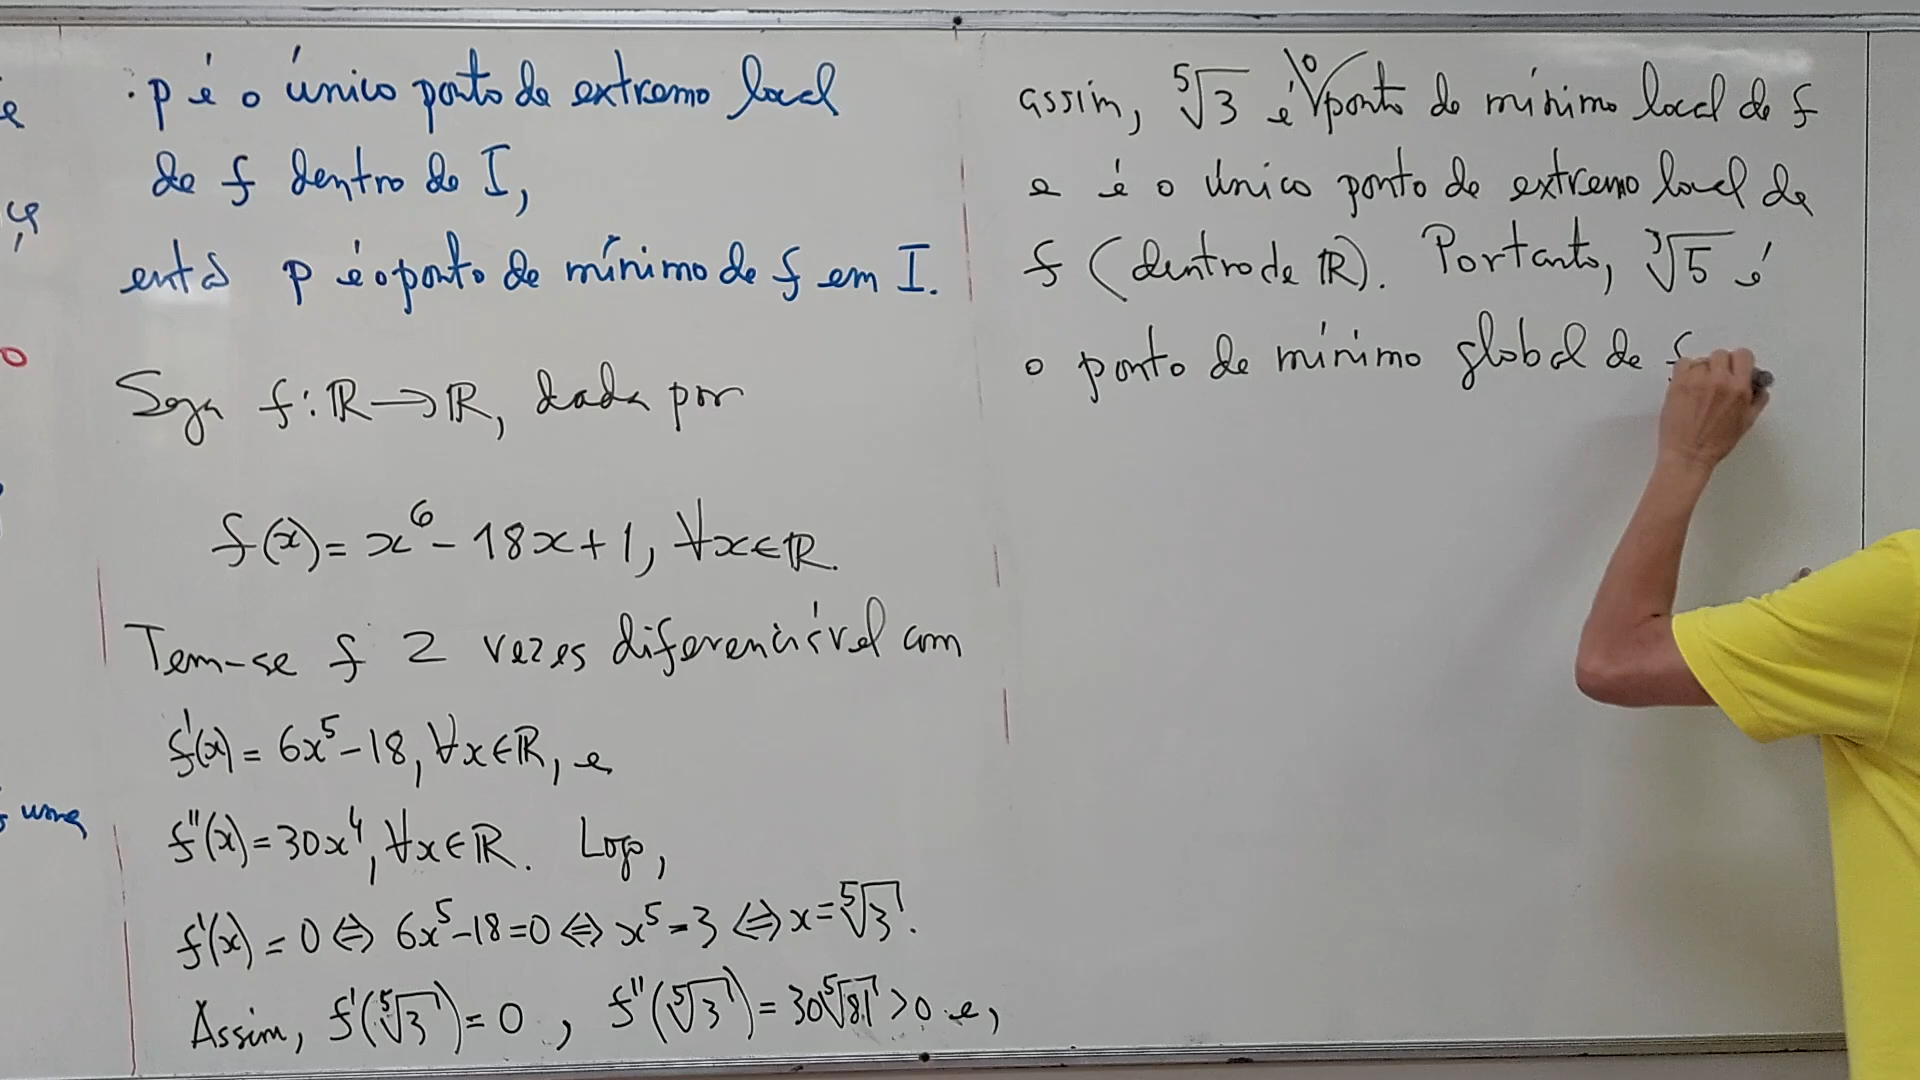 e
ç,
o
s uma
: p é o único ponto de extremo local
de f dentro de I,
então p é o ponto de mínimo de f em I.
Seja f: ℝ → ℝ, dada por
f(x) = x⁶ - 18x + 1, ∀x∈ℝ.
Tem-se f 2 vezes diferenciável com
f'(x) = 6x⁵ - 18, ∀x∈ℝ, e
f''(x) = 30x⁴, ∀x∈ℝ. Logo,
f'(x) = 0 ⇔ 6x⁵ - 18 = 0 ⇔ x⁵ = 3 ⇔ x = ⁵√3.
Assim, f'(⁵√3) = 0, f''(⁵√3) = 30⁵√81 > 0 e,
assim, ⁵√3 é o ponto de mínimo local de f
e é o único ponto de extremo local de
f (dentro de ℝ). Portanto, ³√5 é
o ponto de mínimo global de f